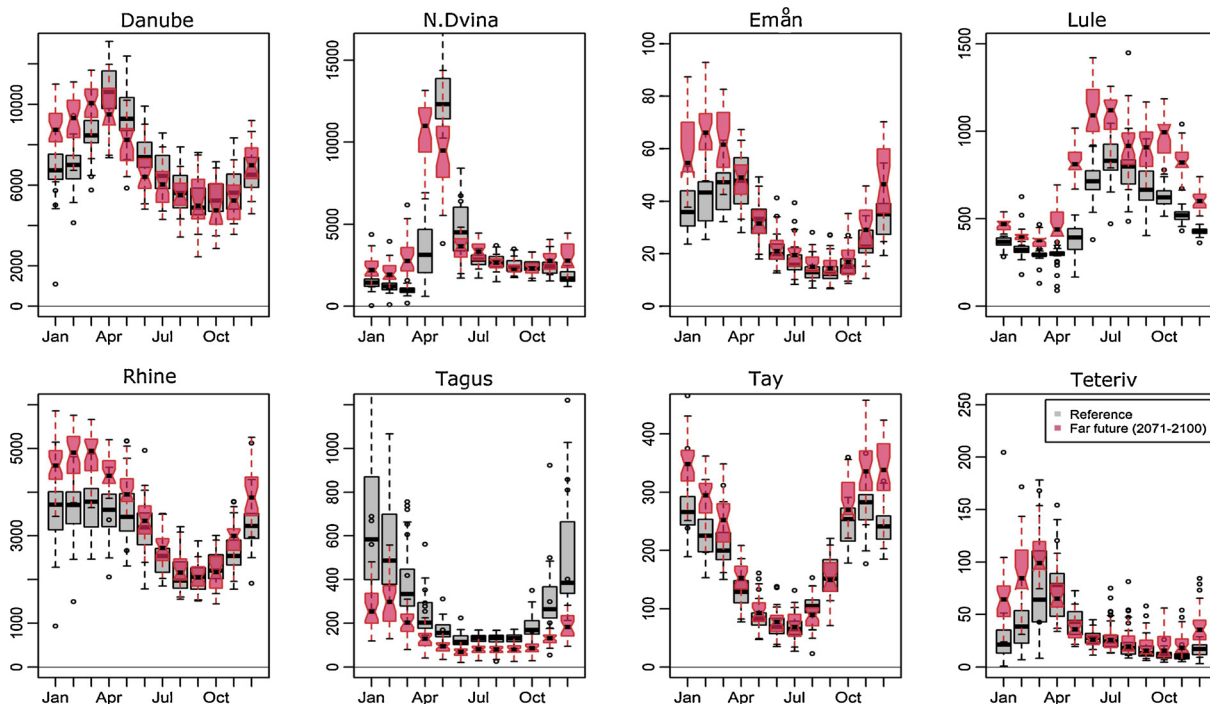 Danube
10000
8000
6000
4000
2000
0
Jan Apr Jul Oct
N.Dvina
15000
10000
5000
0
Jan Apr Jul Oct
Emån
100
80
60
40
20
0
Jan Apr Jul Oct
Lule
1500
1000
500
0
Jan Apr Jul Oct
Rhine
5000
3000
1000
0
Jan Apr Jul Oct
Tagus
1200
1000
800
600
400
200
0
Jan Apr Jul Oct
Tay
400
300
200
100
0
Jan Apr Jul Oct
Teteriv
Reference
Far future (2071-2100)
250
200
150
100
50
0
Jan Apr Jul Oct